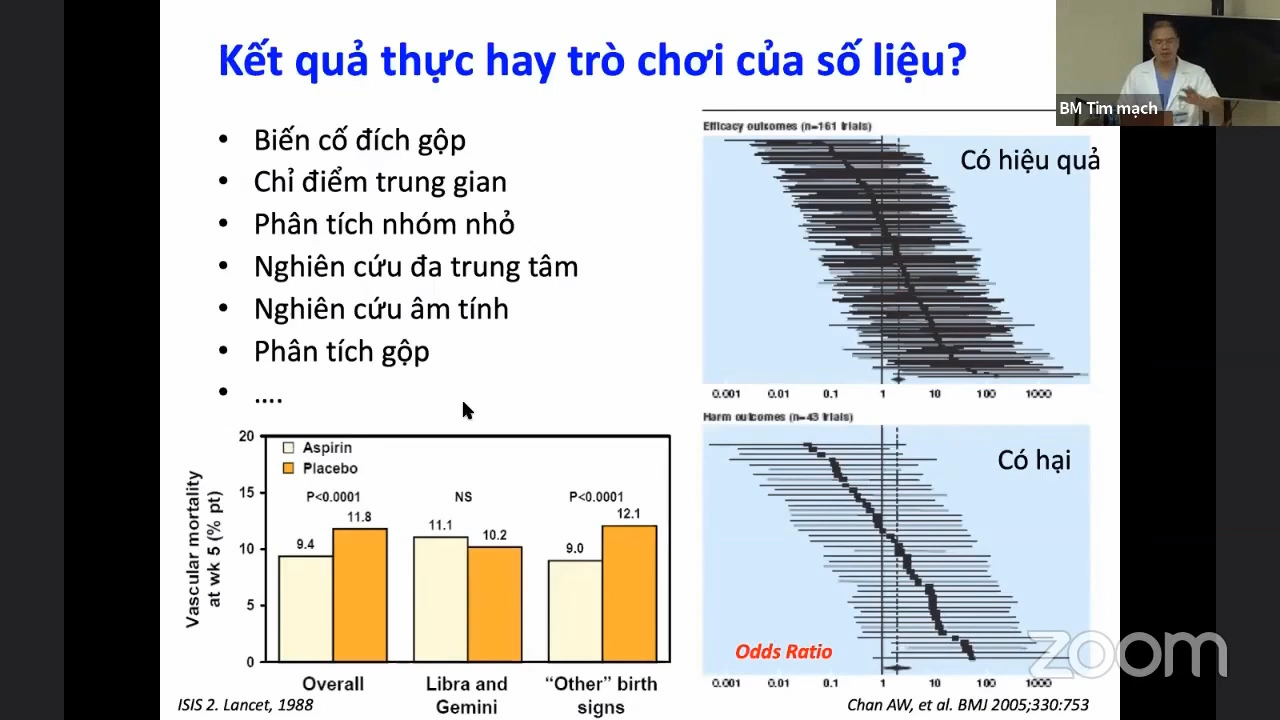 Kết quả thực hay trò chơi của số liệu?
BM Tim mạch
• Biến cố đích gộp
• Chỉ điểm trung gian
• Phân tích nhóm nhỏ
• Nghiên cứu đa trung tâm
• Nghiên cứu âm tính
• Phân tích gộp
• ....
Efficacy outcomes (n=161 trials)
Có hiệu quả
0.001 0.01 0.1 1 10 100 1000
Harm outcomes (n=43 trials)
Có hại
Odds Ratio
0.001 0.01 0.1 1 10 100 1000
Vascular mortality
at wk 5 (% pt)
20
15
10
5
0
Aspirin
Placebo
P<0.0001 NS P<0.0001
9.4 11.8 11.1 10.2 9.0 12.1
Overall
Libra and
Gemini
“Other” birth
signs
ISIS 2. Lancet, 1988
Chan AW, et al. BMJ 2005;330:753
zoom